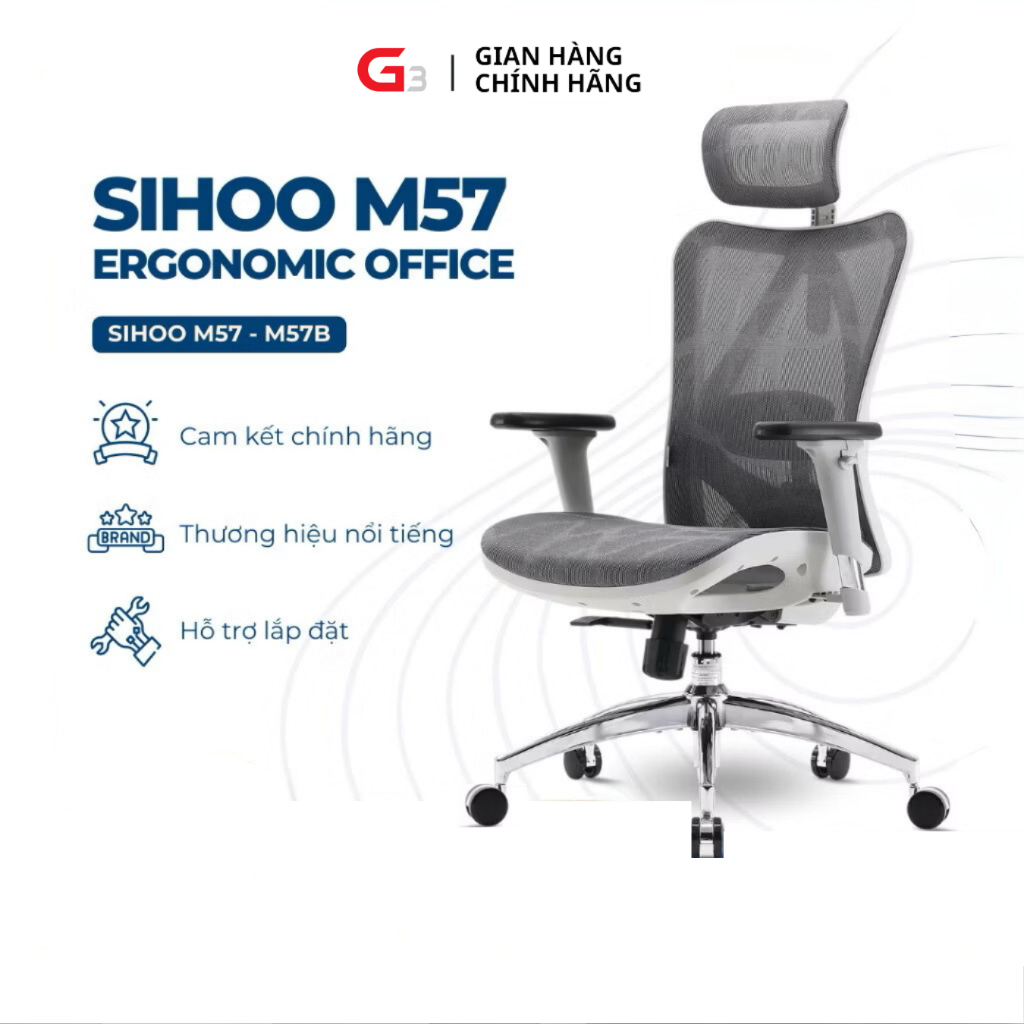 G3 | GIAN HÀNG
CHÍNH HÃNG
SIHOO M57
ERGONOMIC OFFICE
SIHOO M57 - M57B
Cam kết chính hãng
BRAND
Thương hiệu nổi tiếng
Hỗ trợ lắp đặt